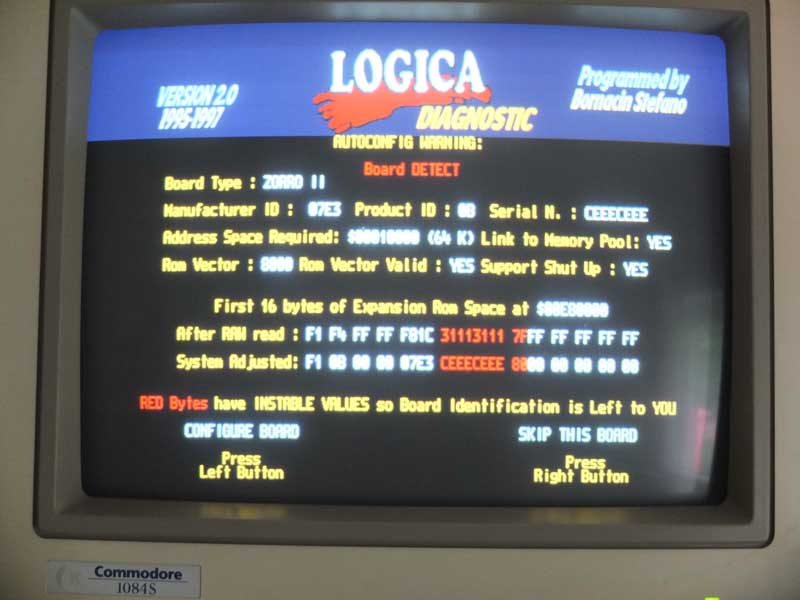 LOGICA
DIAGNOSTIC
VERSION 2.0
1995-1997
Programmed by
Bornacin Stefano
AUTOCONFIG WARNING:
Board DETECT
Board Type : ZORRO II
Manufacturer ID : 07E3 Product ID : 0B Serial N. : CEEECEEE
Address Space Required: $00010000 (64 K) Link to Memory Pool: YES
Rom Vector : 8000 Rom Vector Valid : YES Support Shut Up : YES
First 16 bytes of Expansion Rom Space at $00E80000
After RAW read : F1 F4 FF FF F81C 31113111 7FFF FF FF FF FF
System Adjusted: F1 0B 00 00 07E3 CEEECEEE 8000 00 00 00 00
RED Bytes have INSTABLE VALUES so Board Identification is Left to YOU
CONFIGURE BOARD
SKIP THIS BOARD
Press
Left Button
Press
Right Button
Commodore
1084S